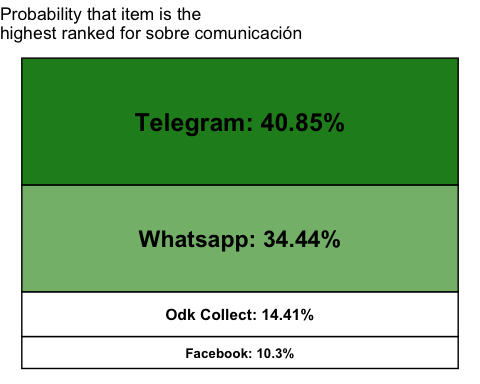 Probability that item is the
highest ranked for sobre comunicación
Telegram: 40.85%
Whatsapp: 34.44%
Odk Collect: 14.41%
Facebook: 10.3%